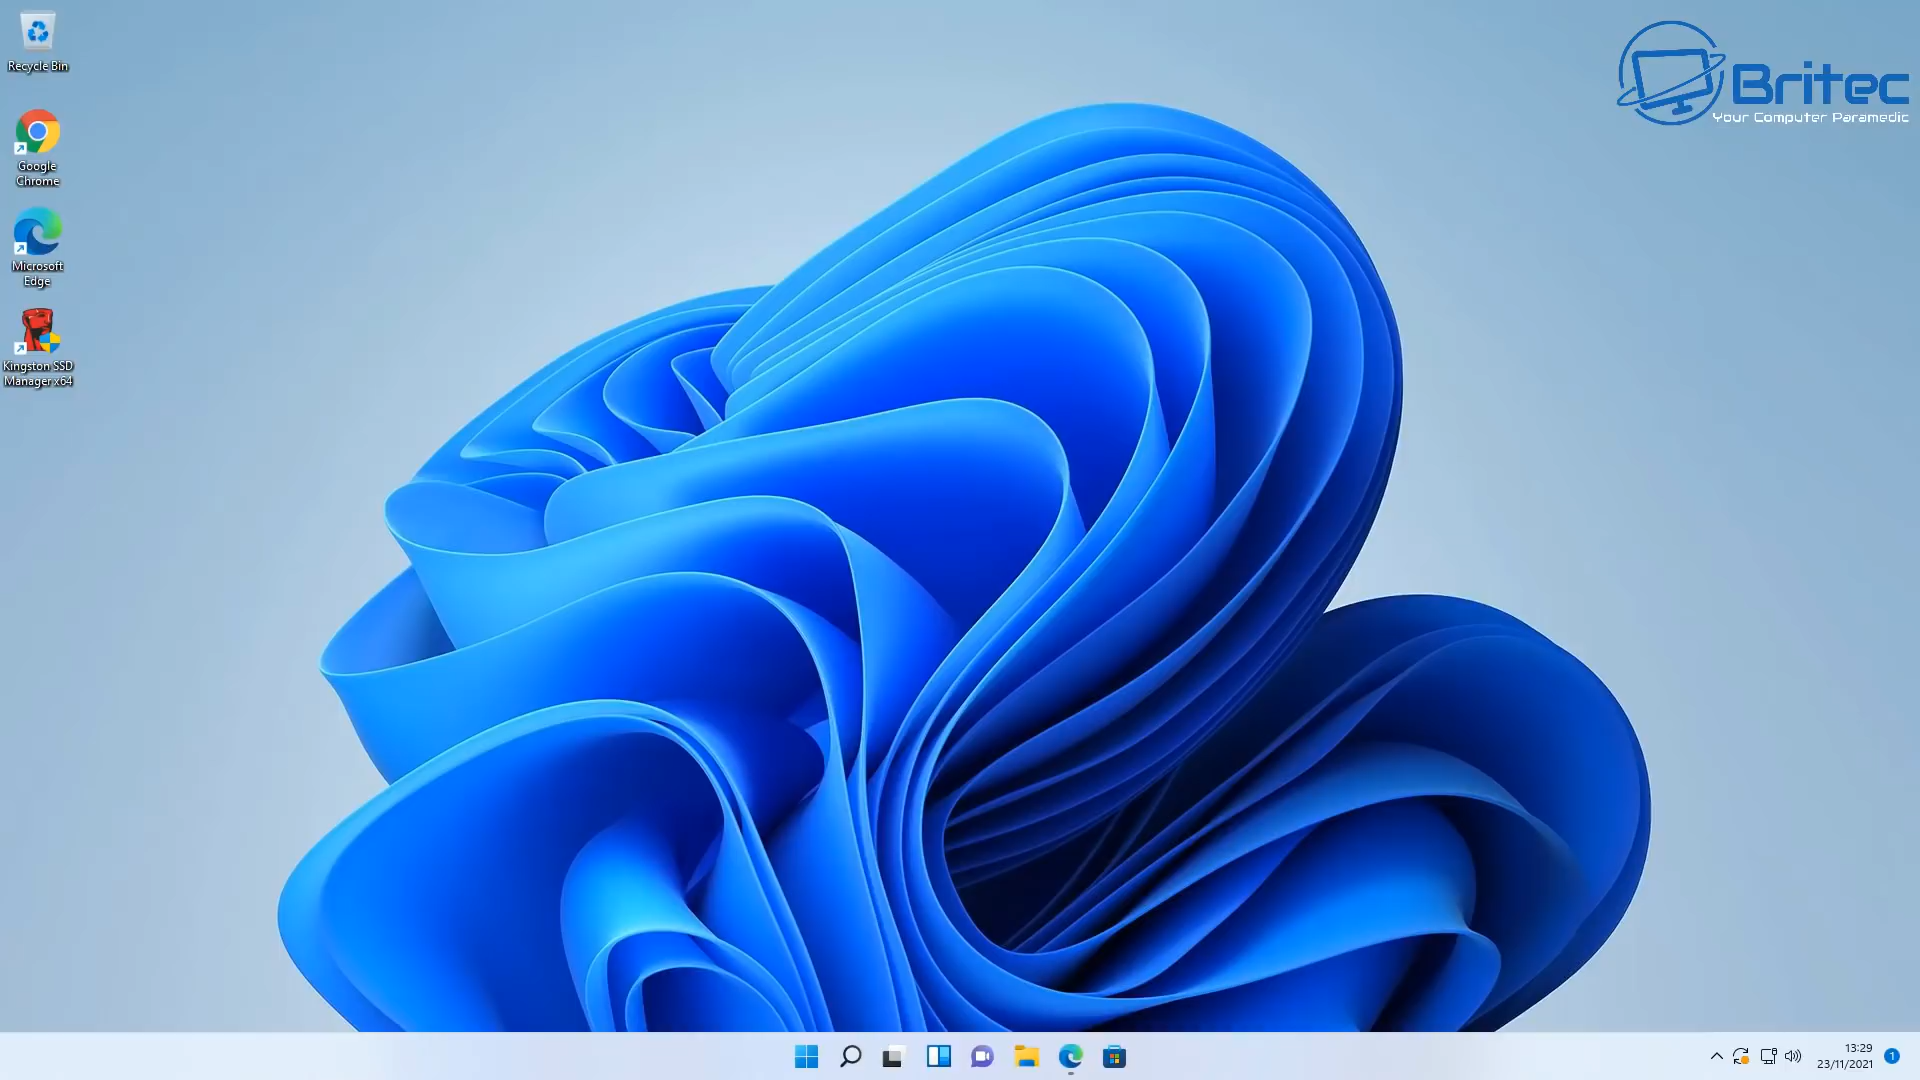 Recycle Bin
Google
Chrome
Microsoft
Edge
Kingston SSD
Manager x64
Britec
Your Computer Paramedic
13:29
23/11/2021
1